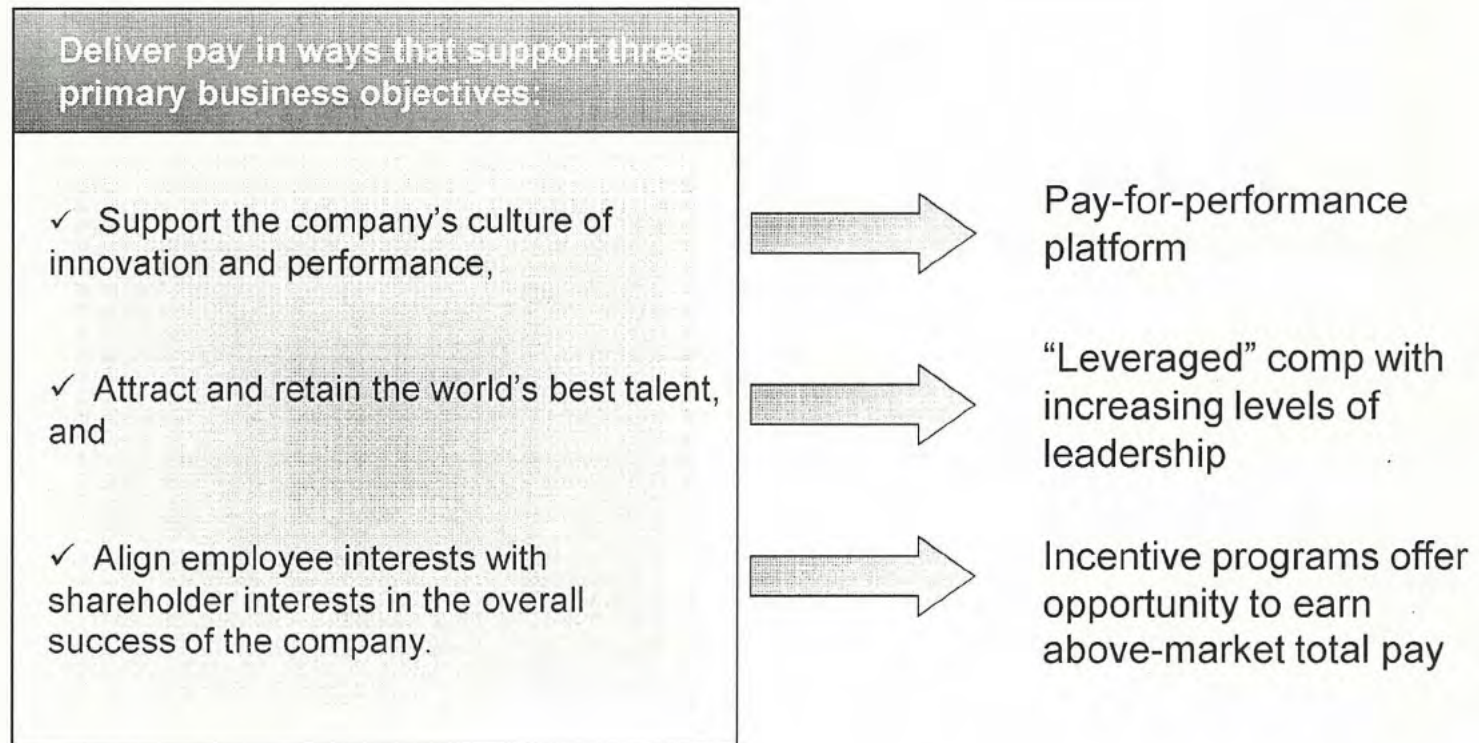 Deliver pay in ways that support three
primary business objectives:
✓ Support the company's culture of
innovation and performance,
Pay-for-performance
platform
✓ Attract and retain the world's best talent,
and
"Leveraged" comp with
increasing levels of
leadership
✓ Align employee interests with
shareholder interests in the overall
success of the company.
Incentive programs offer
opportunity to earn
above-market total pay